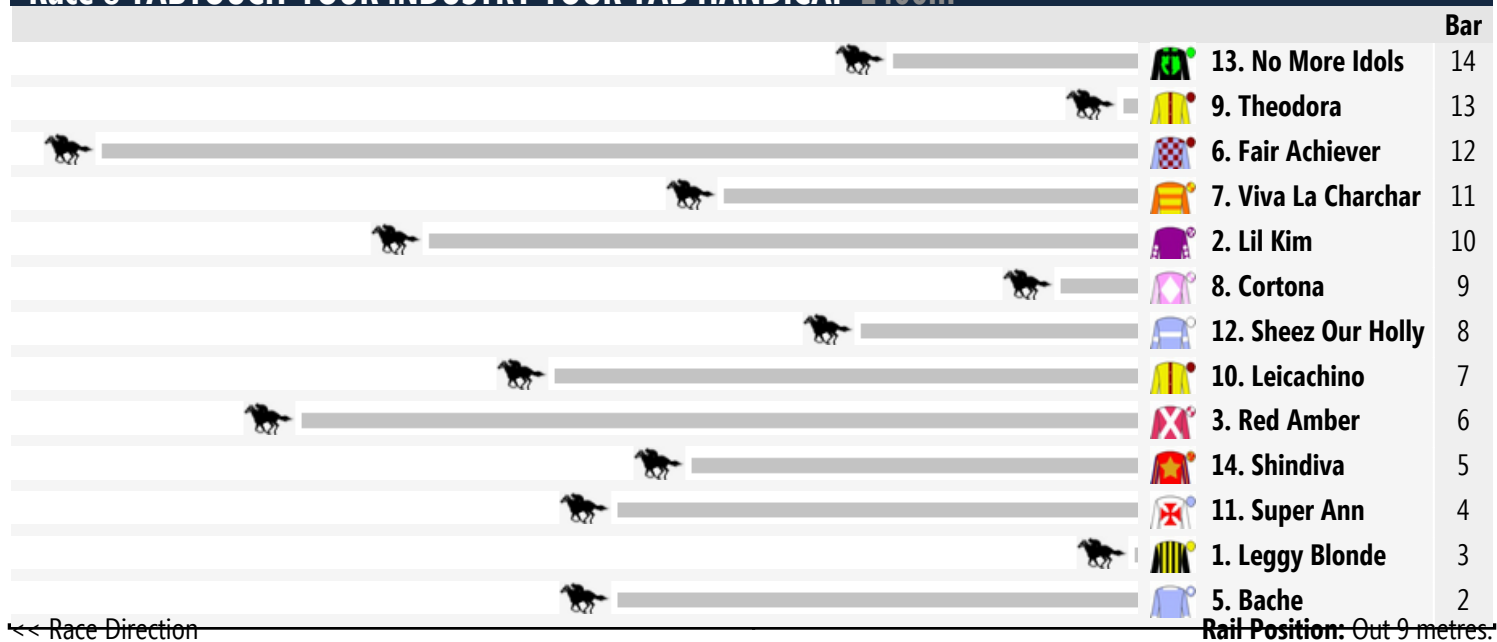 Bar
13. No More Idols 14
9. Theodora 13
6. Fair Achiever 12
7. Viva La Charchar 11
2. Lil Kim 10
8. Cortona 9
12. Sheez Our Holly 8
10. Leicachino 7
3. Red Amber 6
14. Shindiva 5
11. Super Ann 4
1. Leggy Blonde 3
5. Bache 2
<< Race Direction Rail Position: Out 9 metres.